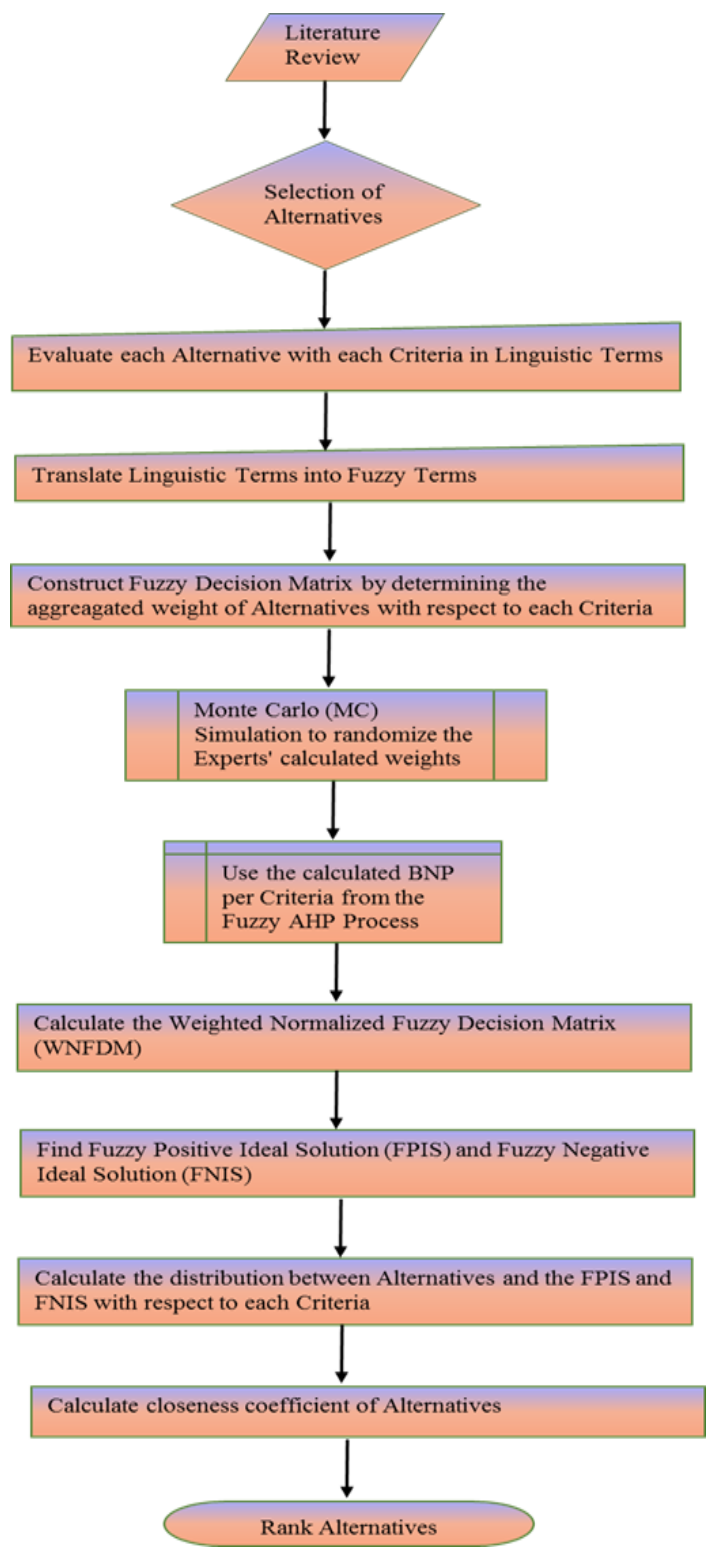 Literature
Review
Selection of
Alternatives
Evaluate each Alternative with each Criteria in Linguistic Terms
Translate Linguistic Terms into Fuzzy Terms
Construct Fuzzy Decision Matrix by determining the
aggreagated weight of Alternatives with respect to each Criteria
Monte Carlo (MC)
Simulation to randomize the
Experts' calculated weights
Use the calculated BNP
per Criteria from the
Fuzzy AHP Process
Calculate the Weighted Normalized Fuzzy Decision Matrix
(WNFDM)
Find Fuzzy Positive Ideal Solution (FPIS) and Fuzzy Negative
Ideal Solution (FNIS)
Calculate the distribution between Alternatives and the FPIS and
FNIS with respect to each Criteria
Calculate closeness coefficient of Alternatives
Rank Alternatives